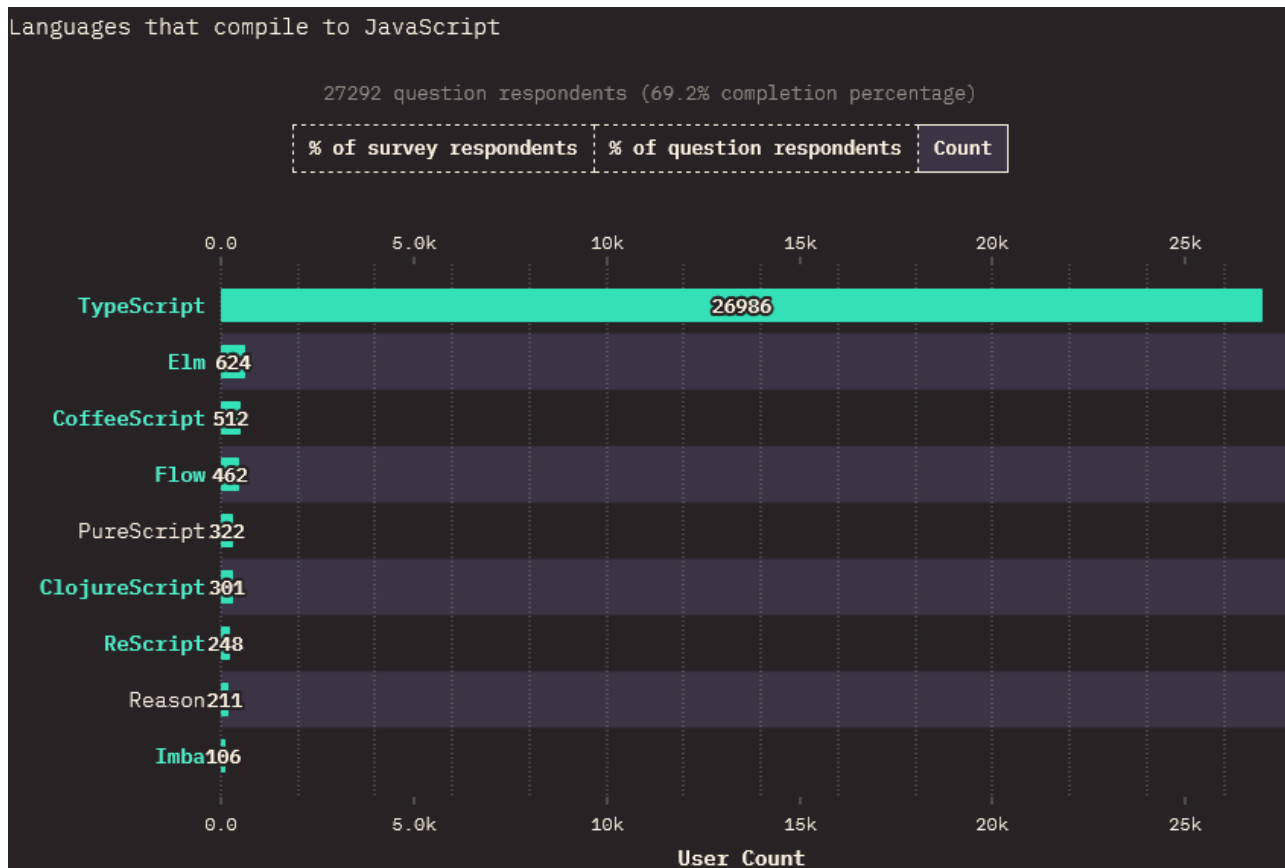 Languages that compile to JavaScript
27292 question respondents (69.2% completion percentage)
% of survey respondents % of question respondents Count
0.0 5.0k 10k 15k 20k 25k
TypeScript 26986
Elm 624
CoffeeScript 512
Flow 462
PureScript 322
ClojureScript 301
ReScript 248
Reason 211
Imba 106
0.0 5.0k 10k 15k 20k 25k
User Count